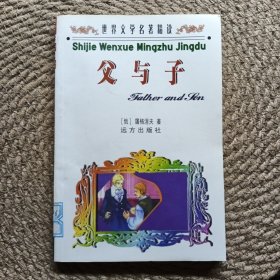 世界文学名著精读
Shijie Wenxue Mingzhu Jingdu
父与子
Father and Son
[俄] 屠格涅夫 著
远方出版社